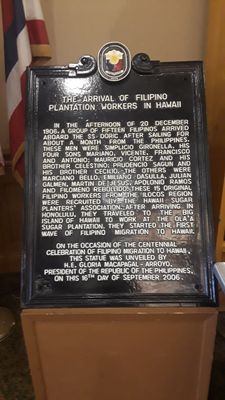 THE ARRIVAL OF FILIPINO
PLANTATION WORKERS IN HAWAII
IN THE AFTERNOON OF 20 DECEMBER
1906, A GROUP OF FIFTEEN FILIPINOS ARRIVED
ABOARD THE SS DORIC AFTER SAILING FOR
ABOUT A MONTH FROM THE PHILIPPINES.
THESE MEN WERE SIMPLICIO GIRONELLA, HIS
FOUR SONS MARIANO, VICENTE, FRANCISCO
AND ANTONIO; MAURICIO CORTEZ AND HIS
BROTHER CELESTINO; PRUDENCIO SAGUN AND
HIS BROTHER CECILIO. THE OTHERS WERE
MARCIANO BELLO, EMILIANO DASULLA, JULIAN
GALMEN, MARTIN DE JESUS, APOLONIO RAMOS
AND FILOMENO REBOLLIDO. THESE 15 ORIGINAL
FILIPINO WORKERS FROM THE ILOCOS REGION
WERE RECRUITED BY THE HAWAII SUGAR
PLANTERS' ASSOCIATION. AFTER ARRIVING IN
HONOLULU, THEY TRAVELED TO THE BIG
ISLAND OF HAWAII TO WORK AT THE OLA'A
SUGAR PLANTATION. THEY STARTED THE FIRST
WAVE OF FILIPINO MIGRATION TO HAWAII.
ON THE OCCASION OF THE CENTENNIAL
CELEBRATION OF FILIPINO MIGRATION TO HAWAII,
THIS STATUE WAS UNVEILED BY
H.E. GLORIA MACAPAGAL-ARROYO,
PRESIDENT OF THE REPUBLIC OF THE PHILIPPINES,
ON THIS 16TH DAY OF SEPTEMBER 2006.